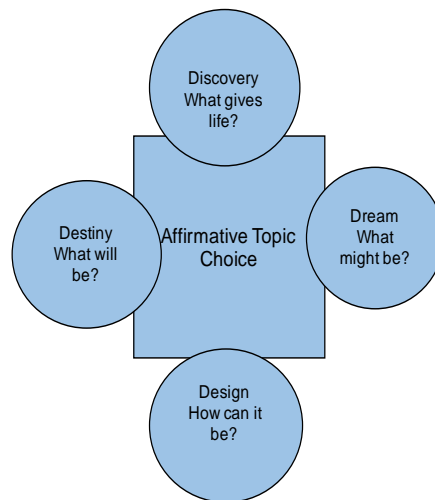 Discovery
What gives
life?
Affirmative Topic
Choice
Dream
What
might be?
Destiny
What will
be?
Design
How can it
be?